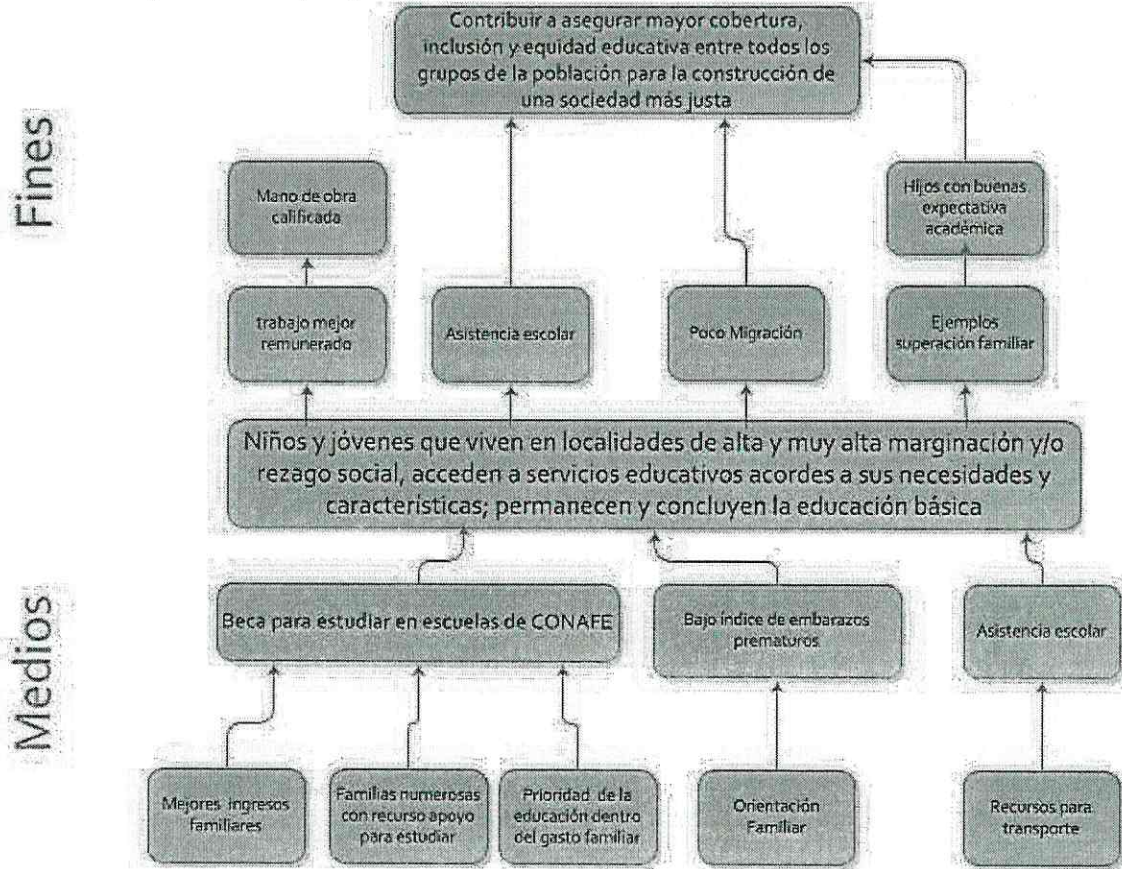 Fines
Contribuir a asegurar mayor cobertura,
inclusión y equidad educativa entre todos los
grupos de la población para la construcción de
una sociedad más justa
Mano de obra
calificada
Hijos con buenas
expectativa
académica
trabajo mejor
remunerado
Asistencia escolar
Poco Migración
Ejemplos
superación familiar
Niños y jóvenes que viven en localidades de alta y muy alta marginación y/o
rezago social, acceden a servicios educativos acordes a sus necesidades y
características; permanecen y concluyen la educación básica
Medios
Beca para estudiar en escuelas de CONAFE
Bajo índice de embarazos
prematuros
Asistencia escolar
Mejores ingresos
familiares
Familias numerosas
con recurso apoyo
para estudiar
Prioridad de la
educación dentro
del gasto familiar
Orientación
Familiar
Recursos para
transporte